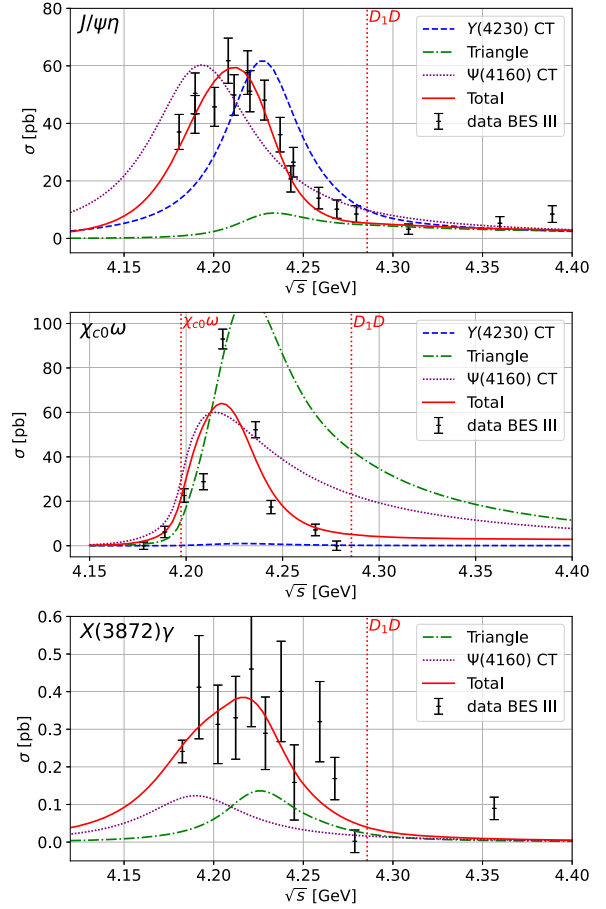 J/ψη
D₁D
Y(4230) CT
Triangle
Ψ(4160) CT
Total
data BES III
σ [pb]
80
60
40
20
0
4.15 4.20 4.25 4.30 4.35 4.40
√s [GeV]
χc0ω
χc0ω
D₁D
Y(4230) CT
Triangle
Ψ(4160) CT
Total
data BES III
σ [pb]
100
80
60
40
20
0
4.15 4.20 4.25 4.30 4.35 4.40
√s [GeV]
X(3872)γ
D₁D
Triangle
Ψ(4160) CT
Total
data BES III
σ [pb]
0.6
0.5
0.4
0.3
0.2
0.1
0.0
4.15 4.20 4.25 4.30 4.35 4.40
√s [GeV]